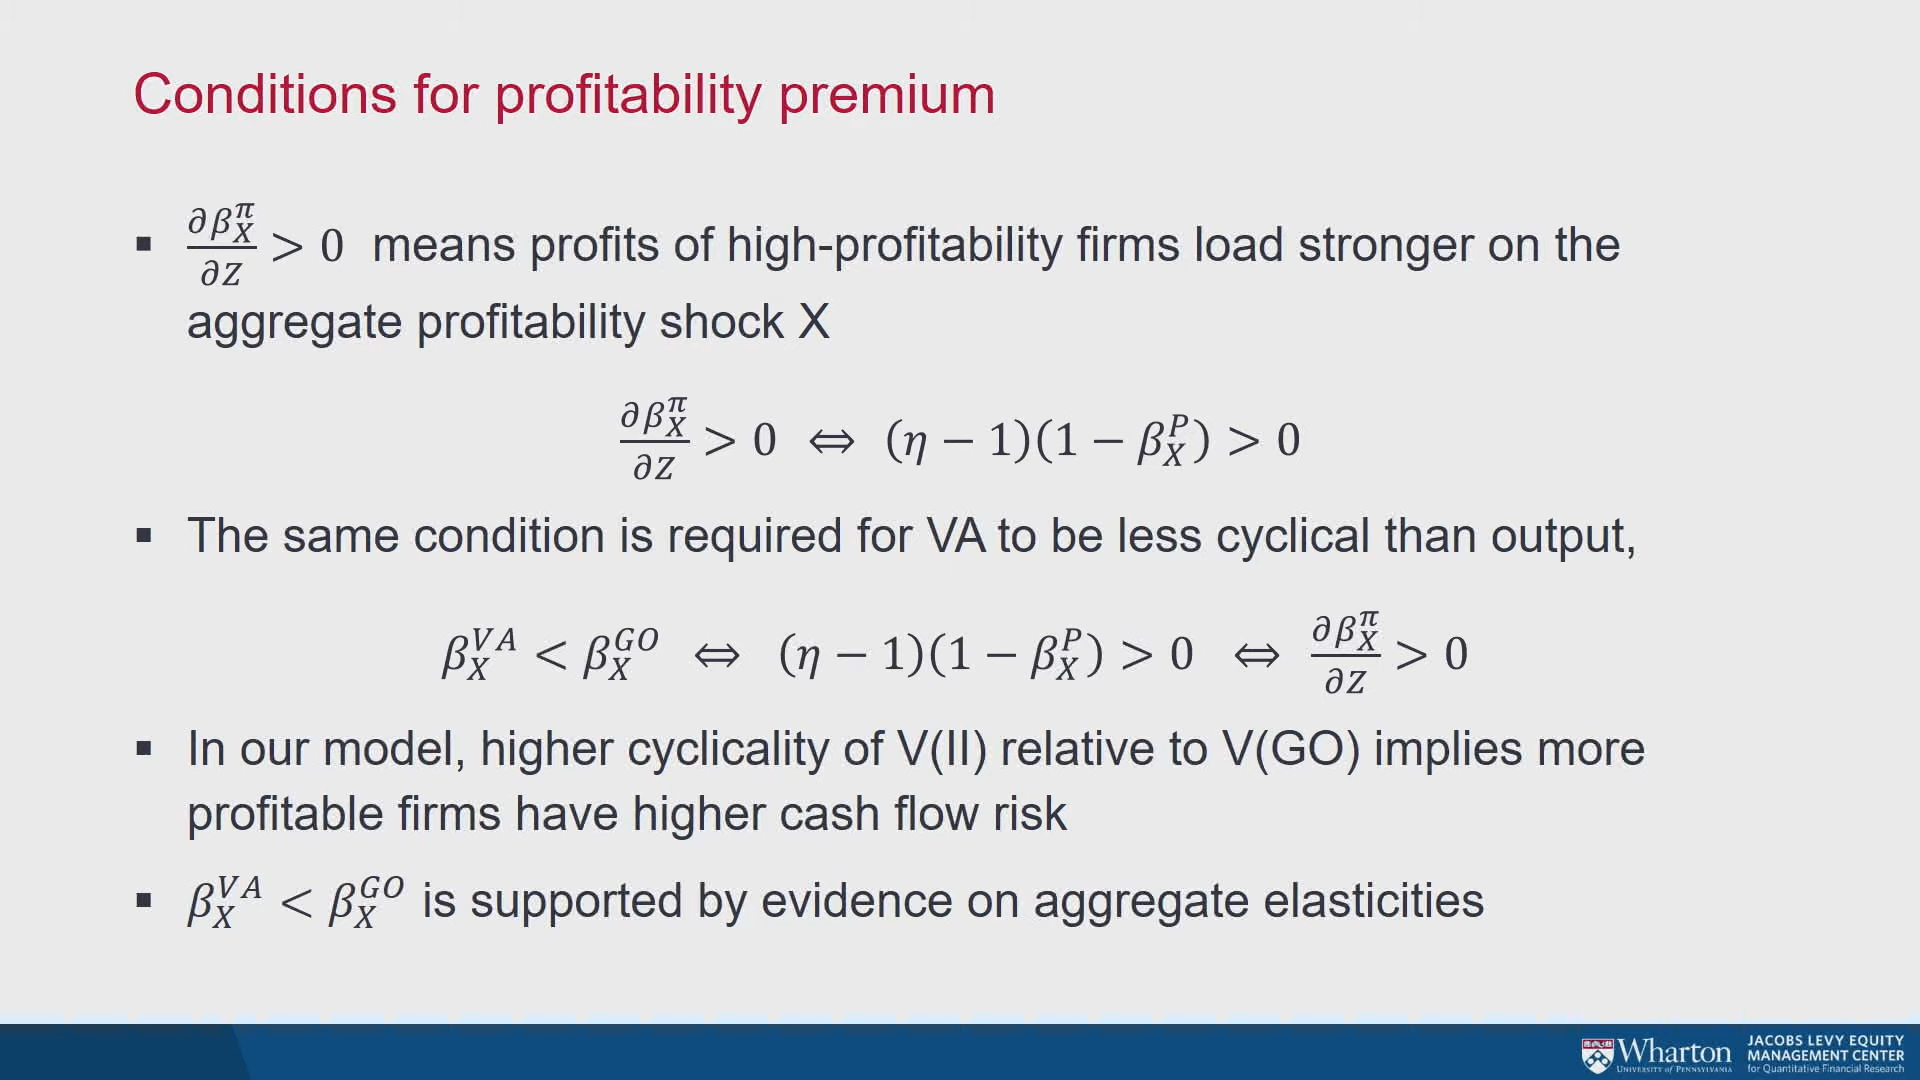 Conditions for profitability premium
▪ ∂β_X^π/∂z > 0 means profits of high-profitability firms load stronger on the
aggregate profitability shock X
∂β_X^π/∂z > 0 ⇔ (η − 1)(1 − β_X^P) > 0
▪ The same condition is required for VA to be less cyclical than output,
β_X^{VA} < β_X^{GO} ⇔ (η − 1)(1 − β_X^P) > 0 ⇔ ∂β_X^π/∂z > 0
▪ In our model, higher cyclicality of V(II) relative to V(GO) implies more
profitable firms have higher cash flow risk
▪ β_X^{VA} < β_X^{GO} is supported by evidence on aggregate elasticities
Wharton
UNIVERSITY of PENNSYLVANIA
JACOBS LEVY EQUITY
MANAGEMENT CENTER
for Quantitative Financial Research